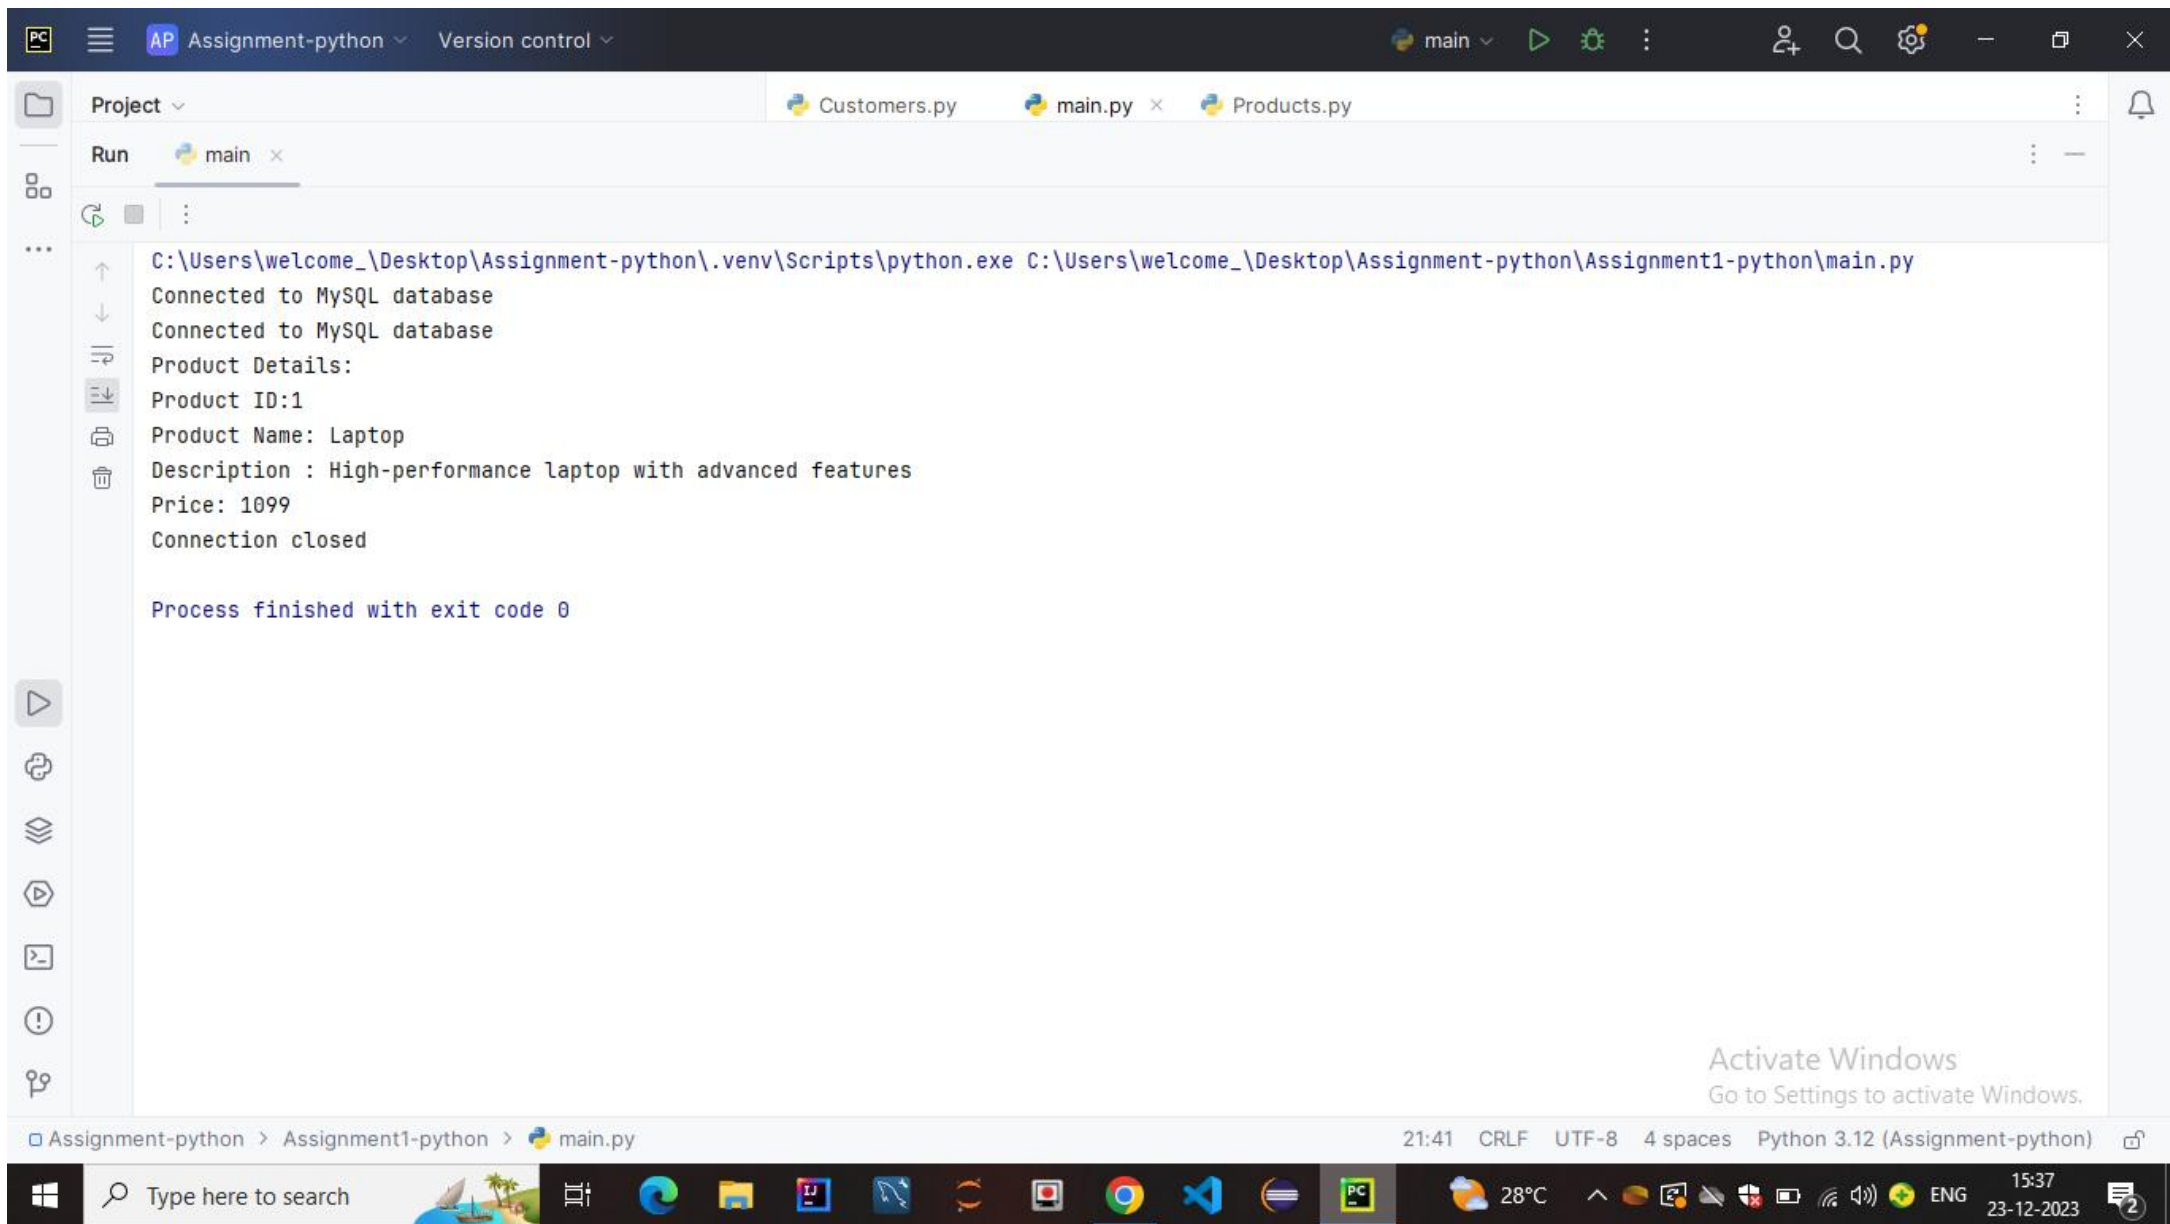 PC AP Assignment-python Version control main
Project Customers.py main.py Products.py
Run main
C:\Users\welcome_\Desktop\Assignment-python\.venv\Scripts\python.exe C:\Users\welcome_\Desktop\Assignment-python\Assignment1-python\main.py
Connected to MySQL database
Connected to MySQL database
Product Details:
Product ID:1
Product Name: Laptop
Description : High-performance laptop with advanced features
Price: 1099
Connection closed
Process finished with exit code 0
Activate Windows
Go to Settings to activate Windows.
Assignment-python > Assignment1-python > main.py 21:41 CRLF UTF-8 4 spaces Python 3.12 (Assignment-python)
Type here to search IJ PC 28°C ENG 15:37
23-12-2023 2